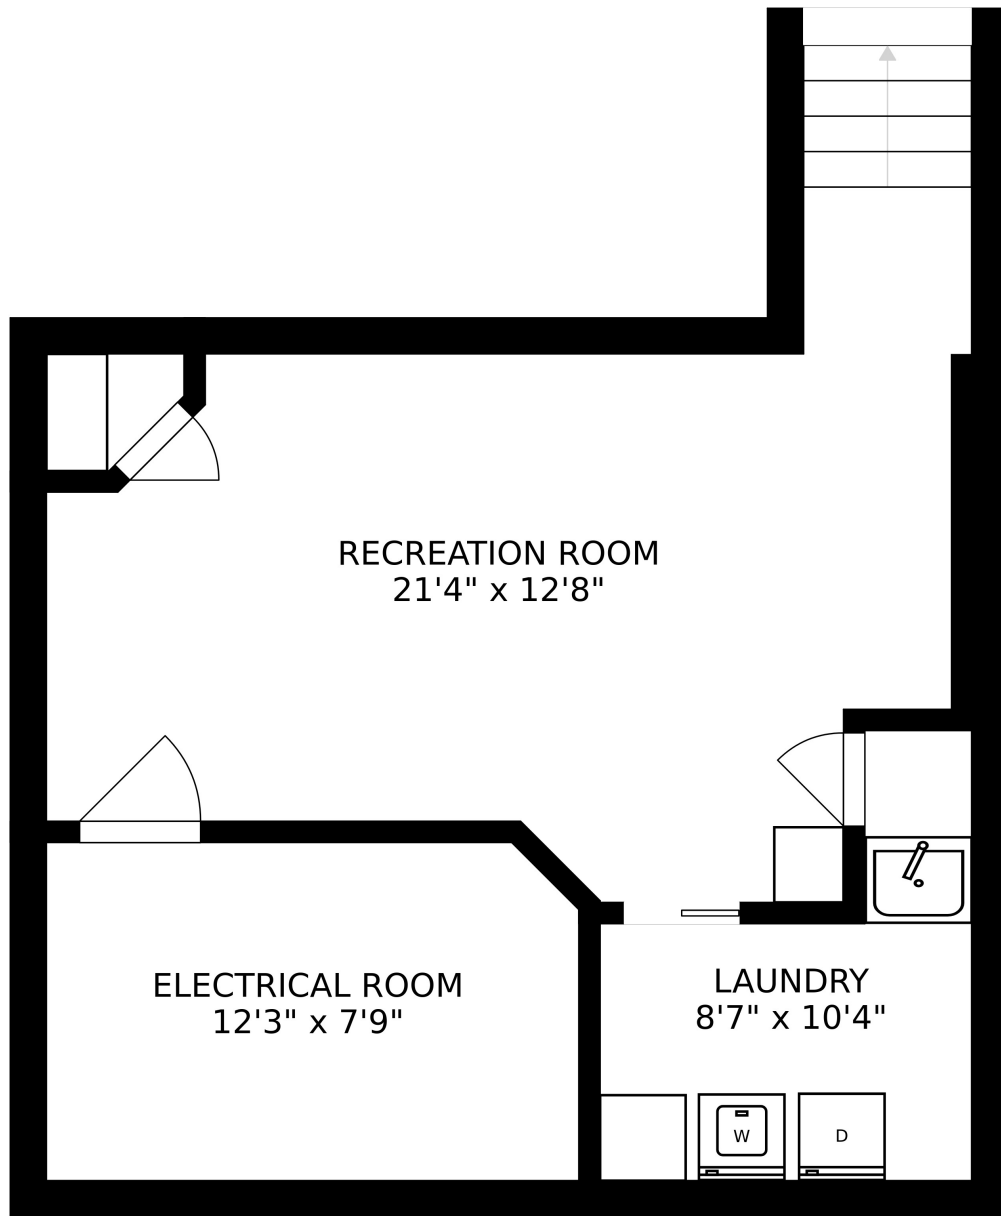 RECREATION ROOM
21'4" x 12'8"
ELECTRICAL ROOM
12'3" x 7'9"
LAUNDRY
8'7" x 10'4"
W
D